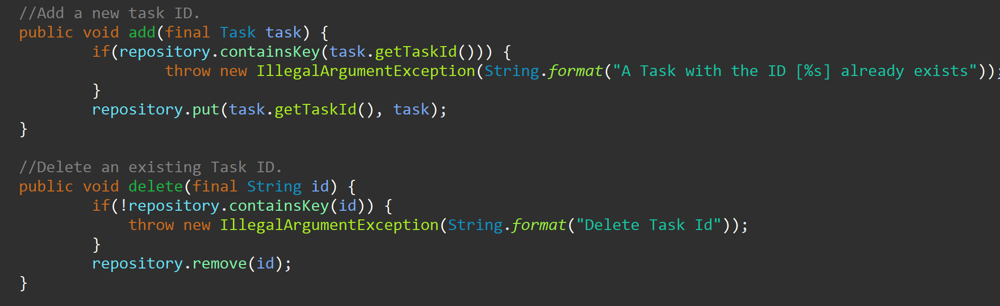 //Add a new task ID.
public void add(final Task task) {
        if(repository.containsKey(task.getTaskId())) {
                throw new IllegalArgumentException(String.format("A Task with the ID [%s] already exists"));
        }
        repository.put(task.getTaskId(), task);
}

//Delete an existing Task ID.
public void delete(final String id) {
        if(!repository.containsKey(id)) {
            throw new IllegalArgumentException(String.format("Delete Task Id"));
        }
        repository.remove(id);
}